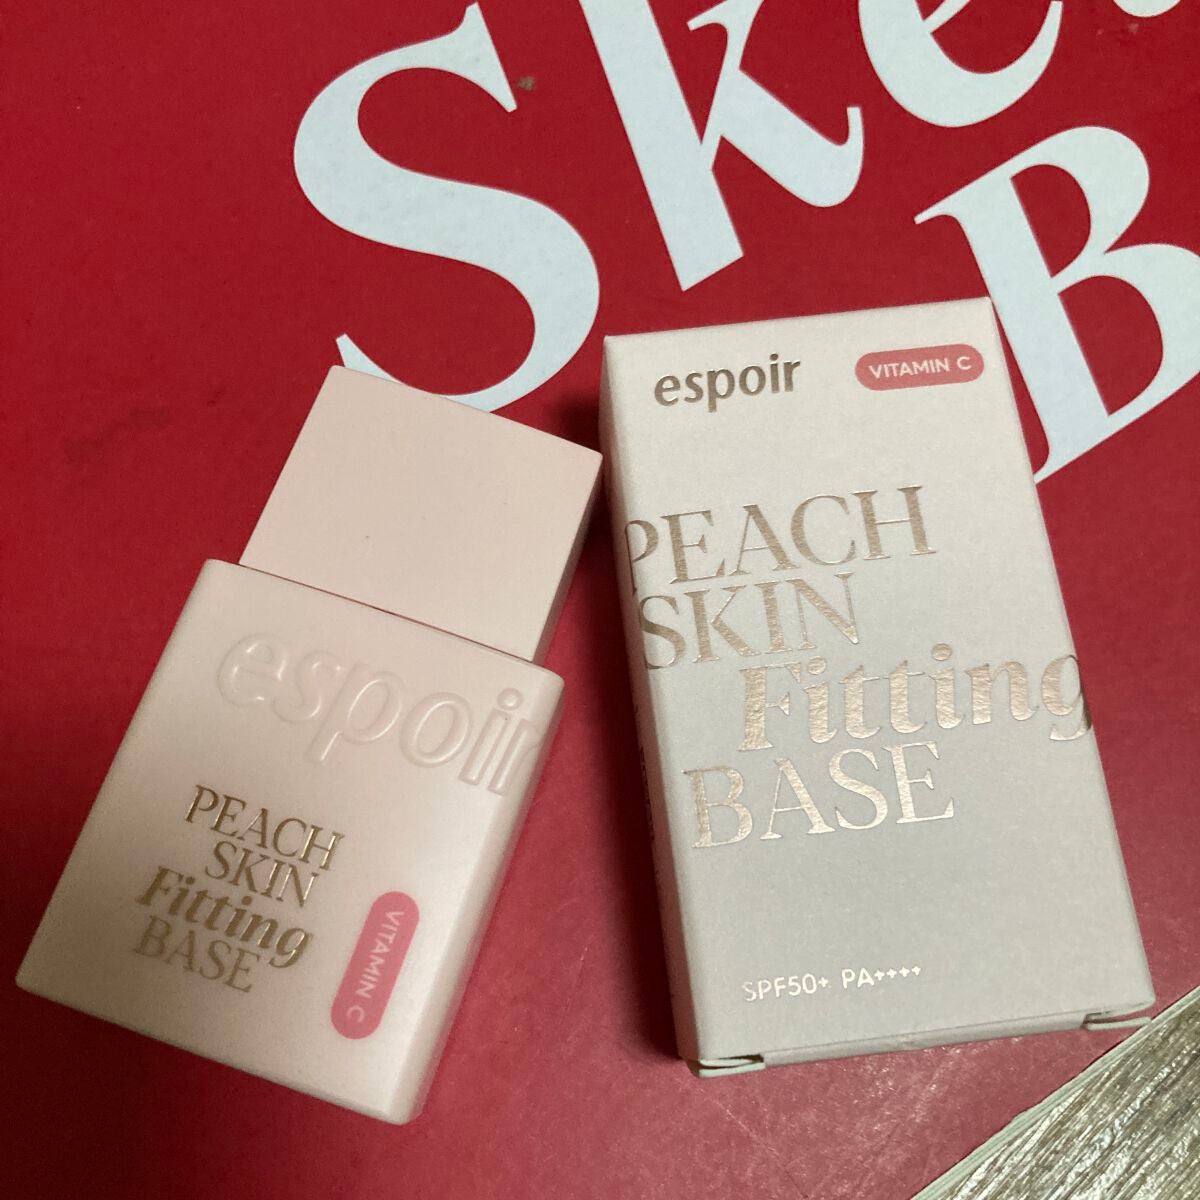 Ske
B
espoir
VITAMIN C
PEACH
SKIN
Fitting
BASE
SPF50+ PA++++
espoir
PEACH
SKIN
Fitting
BASE
VITAMIN C